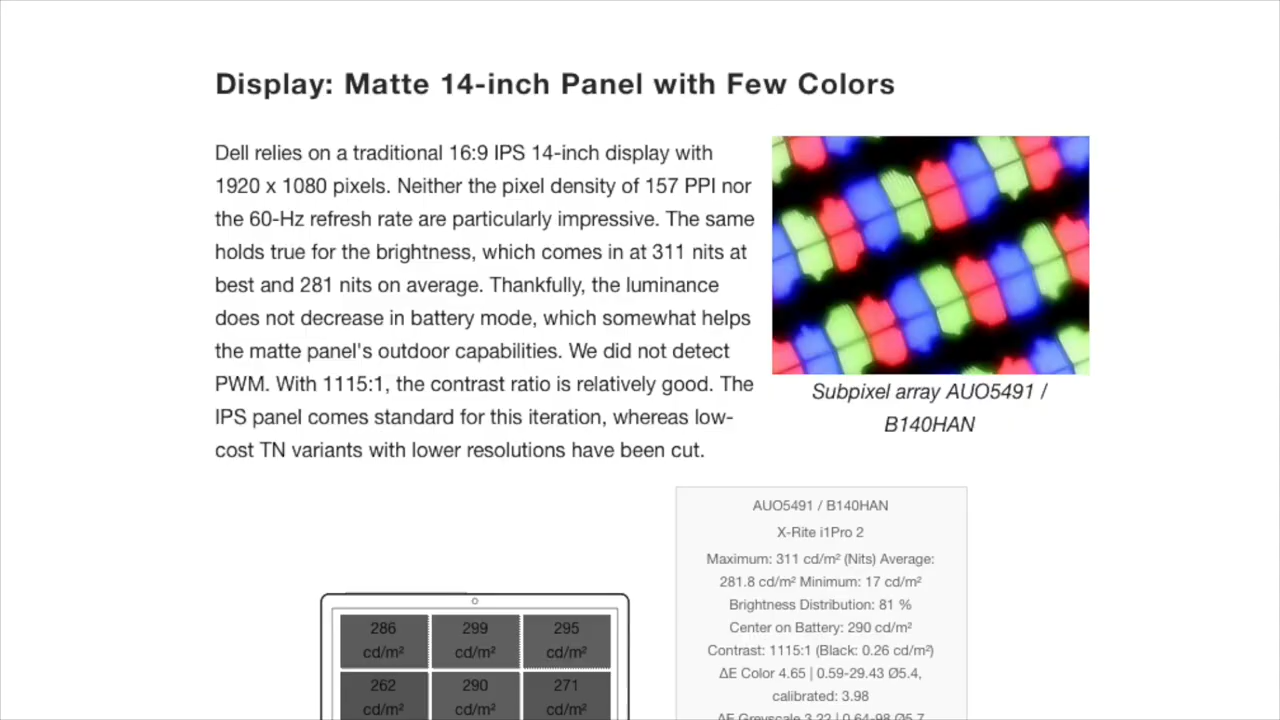 Display: Matte 14-inch Panel with Few Colors
Dell relies on a traditional 16:9 IPS 14-inch display with
1920 x 1080 pixels. Neither the pixel density of 157 PPI nor
the 60-Hz refresh rate are particularly impressive. The same
holds true for the brightness, which comes in at 311 nits at
best and 281 nits on average. Thankfully, the luminance
does not decrease in battery mode, which somewhat helps
the matte panel's outdoor capabilities. We did not detect
PWM. With 1115:1, the contrast ratio is relatively good. The
IPS panel comes standard for this iteration, whereas low-
cost TN variants with lower resolutions have been cut.
Subpixel array AUO5491 /
B140HAN
286 299 295
cd/m² cd/m² cd/m²
262 290 271
cd/m² cd/m² cd/m²
AUO5491 / B140HAN
X-Rite i1Pro 2
Maximum: 311 cd/m² (Nits) Average:
281.8 cd/m² Minimum: 17 cd/m²
Brightness Distribution: 81 %
Center on Battery: 290 cd/m²
Contrast: 1115:1 (Black: 0.26 cd/m²)
ΔE Color 4.65 | 0.59-29.43 Ø5.4,
calibrated: 3.98
ΔE Greyscale 3.22 | 0.64-98 Ø5.7